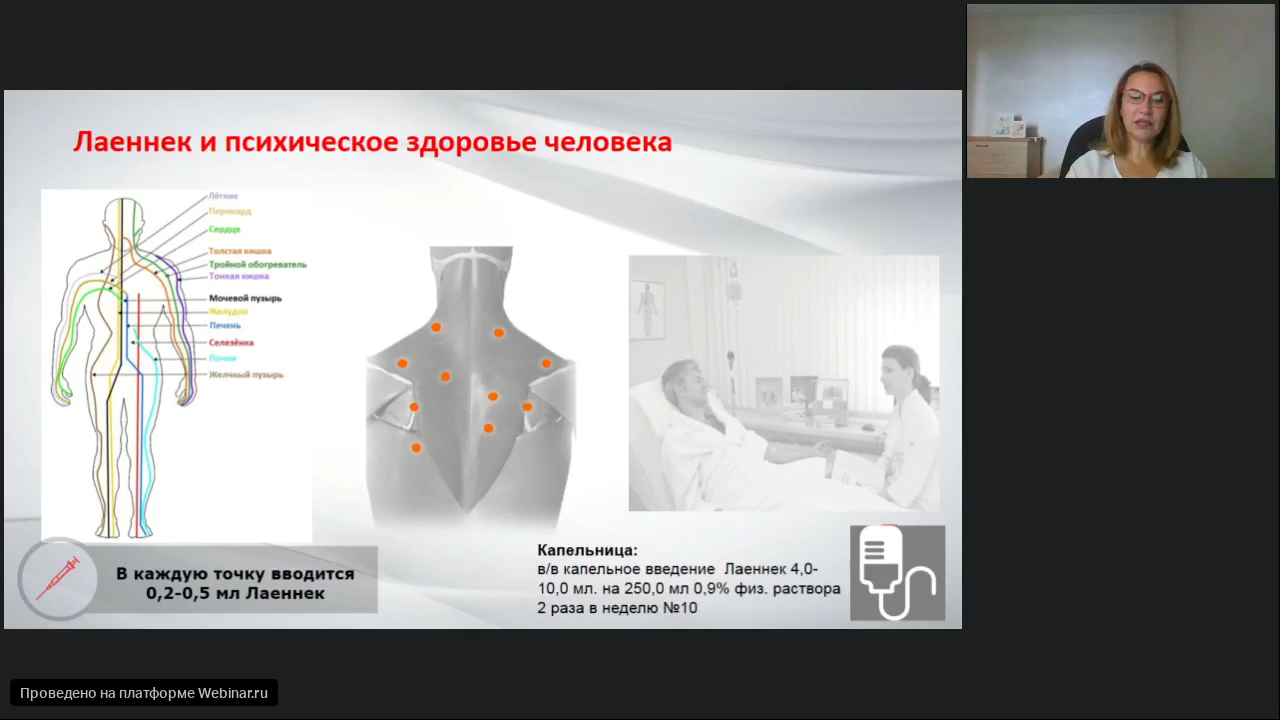 Лаеннек и психическое здоровье человека
Лёгкие
Перикард
Сердце
Толстая кишка
Тройной обогреватель
Тонкая кишка
Мочевой пузырь
Желудок
Печень
Селезёнка
Почки
Желчный пузырь
В каждую точку вводится
0,2-0,5 мл Лаеннек
Капельница:
в/в капельное введение Лаеннек 4,0-
10,0 мл. на 250,0 мл 0,9% физ. раствора
2 раза в неделю №10
Проведено на платформе Webinar.ru